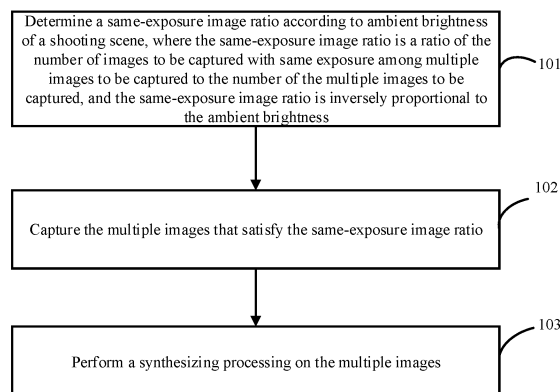 Determine a same-exposure image ratio according to ambient brightness
of a shooting scene, where the same-exposure image ratio is a ratio of the
number of images to be captured with same exposure among multiple
images to be captured to the number of the multiple images to be
captured, and the same-exposure image ratio is inversely proportional to
the ambient brightness
101
102
Capture the multiple images that satisfy the same-exposure image ratio
103
Perform a synthesizing processing on the multiple images